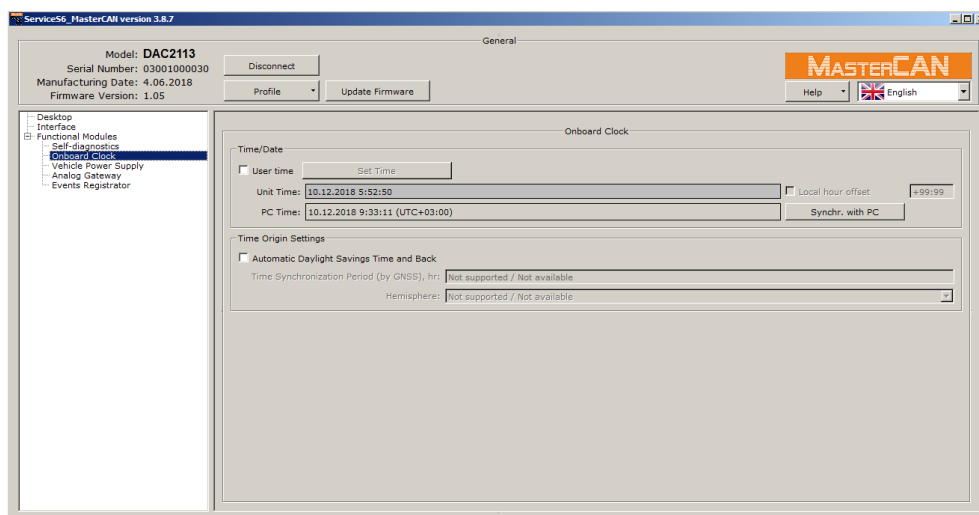 ServiceS6_MasterCAN version 3.8.7
General
Model: DAC2113
Serial Number: 03001000030
Manufacturing Date: 4.06.2018
Firmware Version: 1.05
Disconnect
Profile
Update Firmware
MASTERCAN
Help
English
Desktop
Interface
Functional Modules
Self-diagnostics
Onboard Clock
Vehicle Power Supply
Analog Gateway
Events Registrator
Onboard Clock
Time/Date
User time
Set Time
Unit Time: 10.12.2018 5:52:50
Local hour offset
+99:99
PC Time: 10.12.2018 9:33:11 (UTC+03:00)
Synchr. with PC
Time Origin Settings
Automatic Daylight Savings Time and Back
Time Synchronization Period (by GNSS), hr: Not supported / Not available
Hemisphere: Not supported / Not available